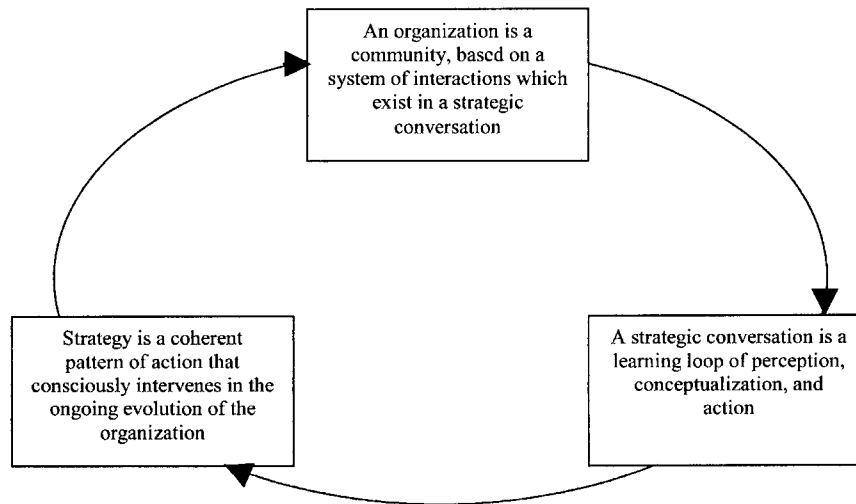 An organization is a
community, based on a
system of interactions which
exist in a strategic
conversation
Strategy is a coherent
pattern of action that
consciously intervenes in the
ongoing evolution of the
organization
A strategic conversation is a
learning loop of perception,
conceptualization, and
action